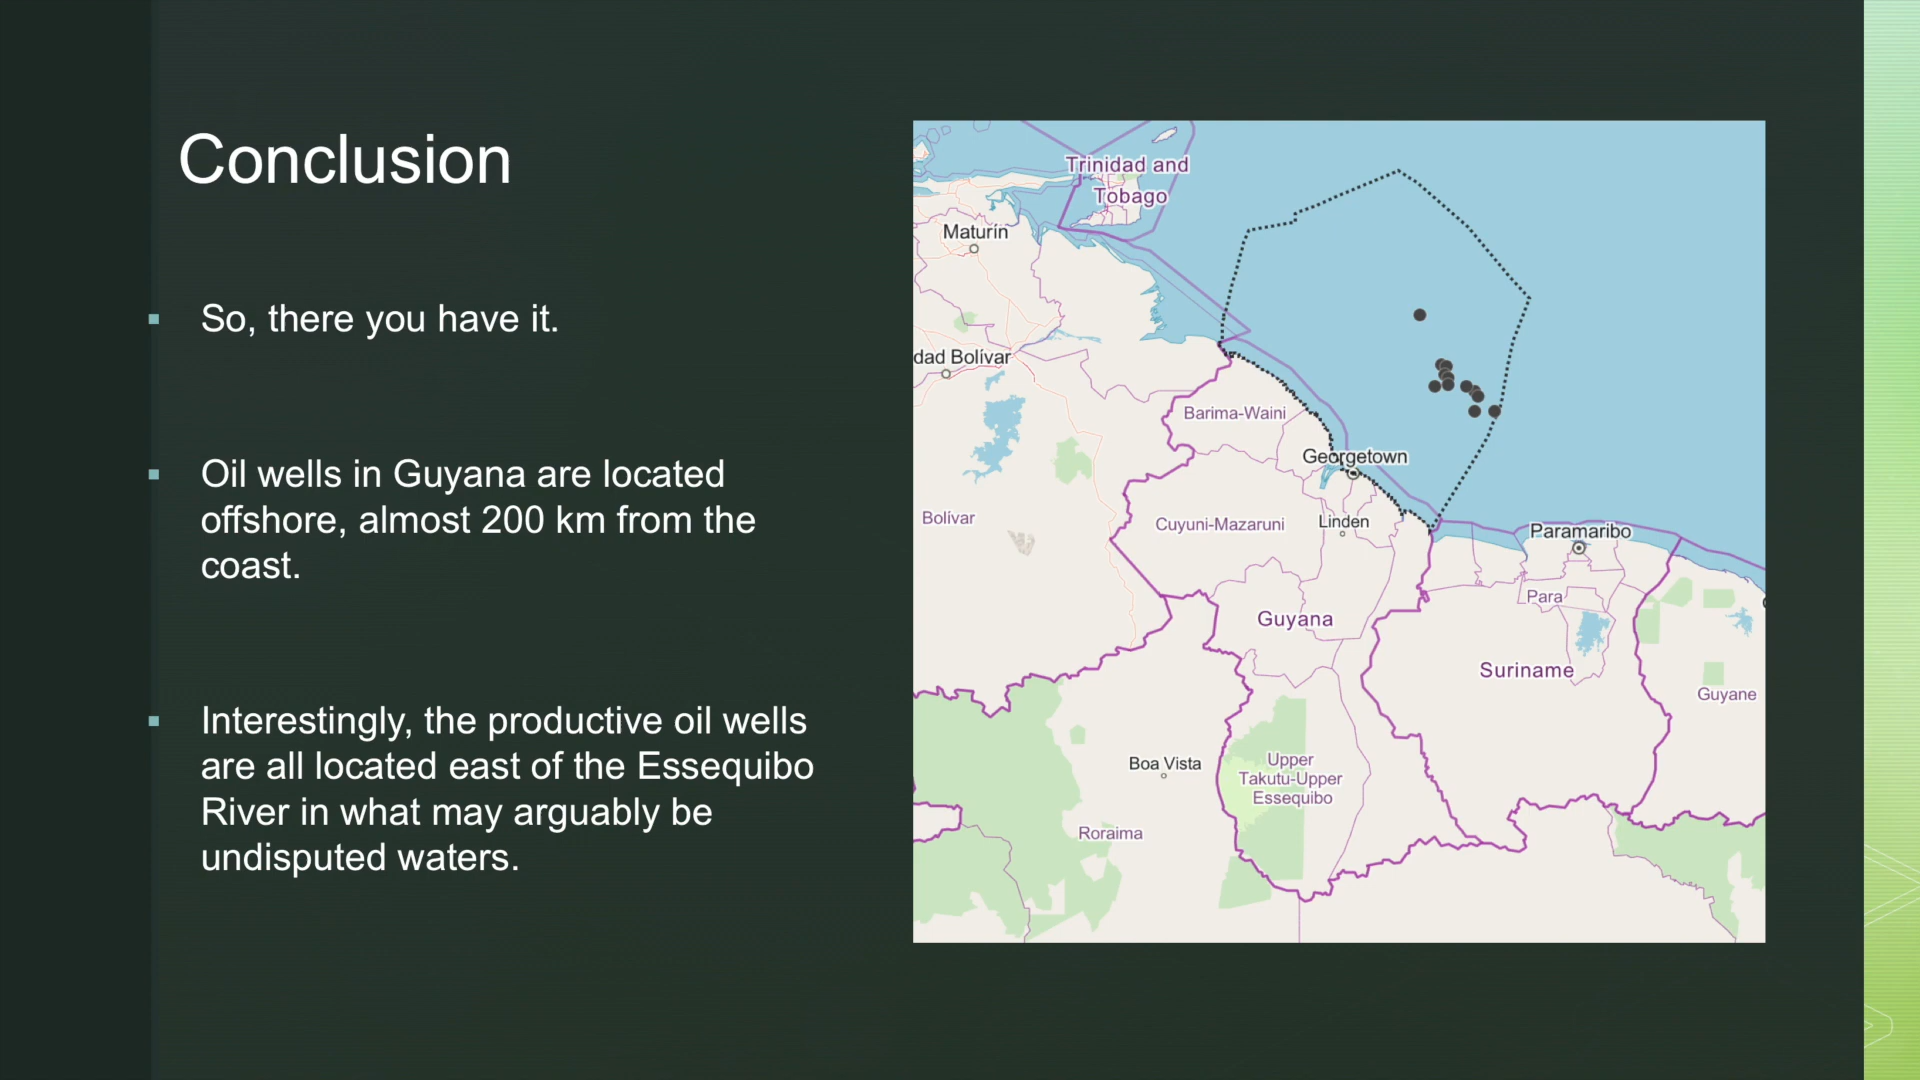 Conclusion
So, there you have it.
Oil wells in Guyana are located
offshore, almost 200 km from the
coast.
Interestingly, the productive oil wells
are all located east of the Essequibo
River in what may arguably be
undisputed waters.
Trinidad and
Tobago
Maturín
dad Bolívar
Barima-Waini
Georgetown
Bolívar
Cuyuni-Mazaruni
Linden
Paramaribo
Para
Guyana
Suriname
Guyane
Boa Vista
Upper
Takutu-Upper
Essequibo
Roraima